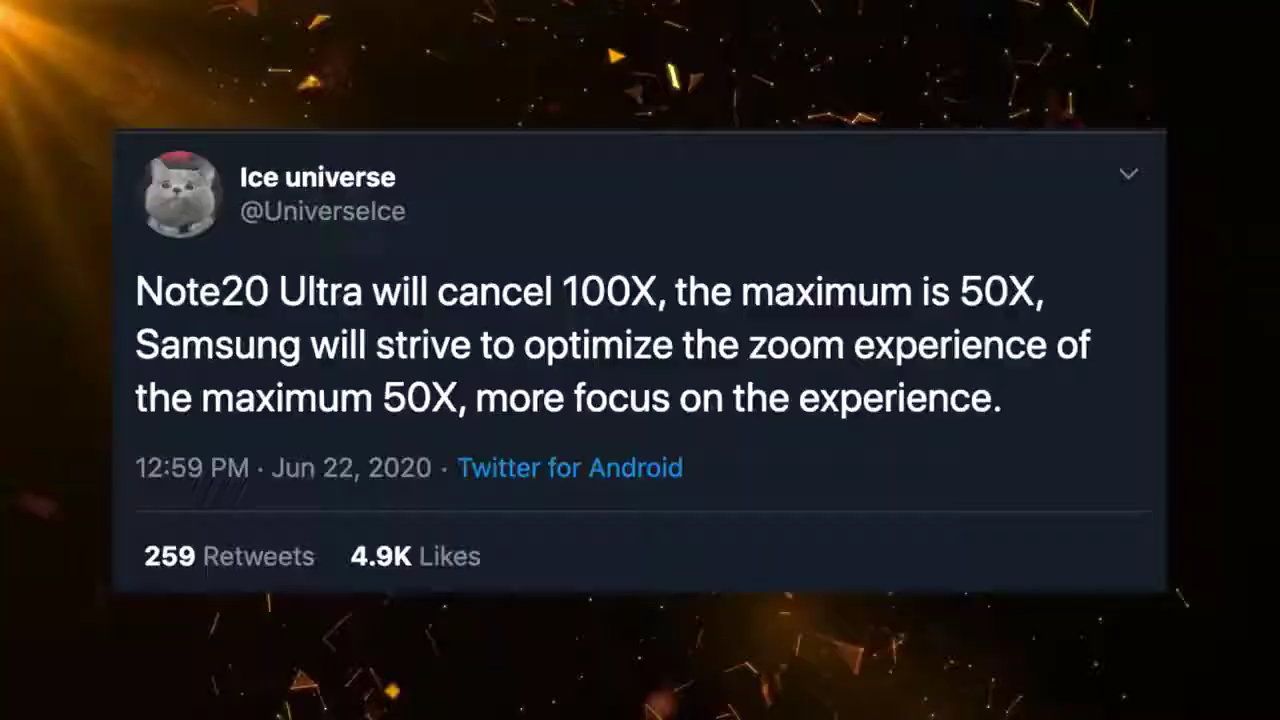 Ice universe
@UniverseIce
Note20 Ultra will cancel 100X, the maximum is 50X,
Samsung will strive to optimize the zoom experience of
the maximum 50X, more focus on the experience.
12:59 PM · Jun 22, 2020 · Twitter for Android
259 Retweets 4.9K Likes